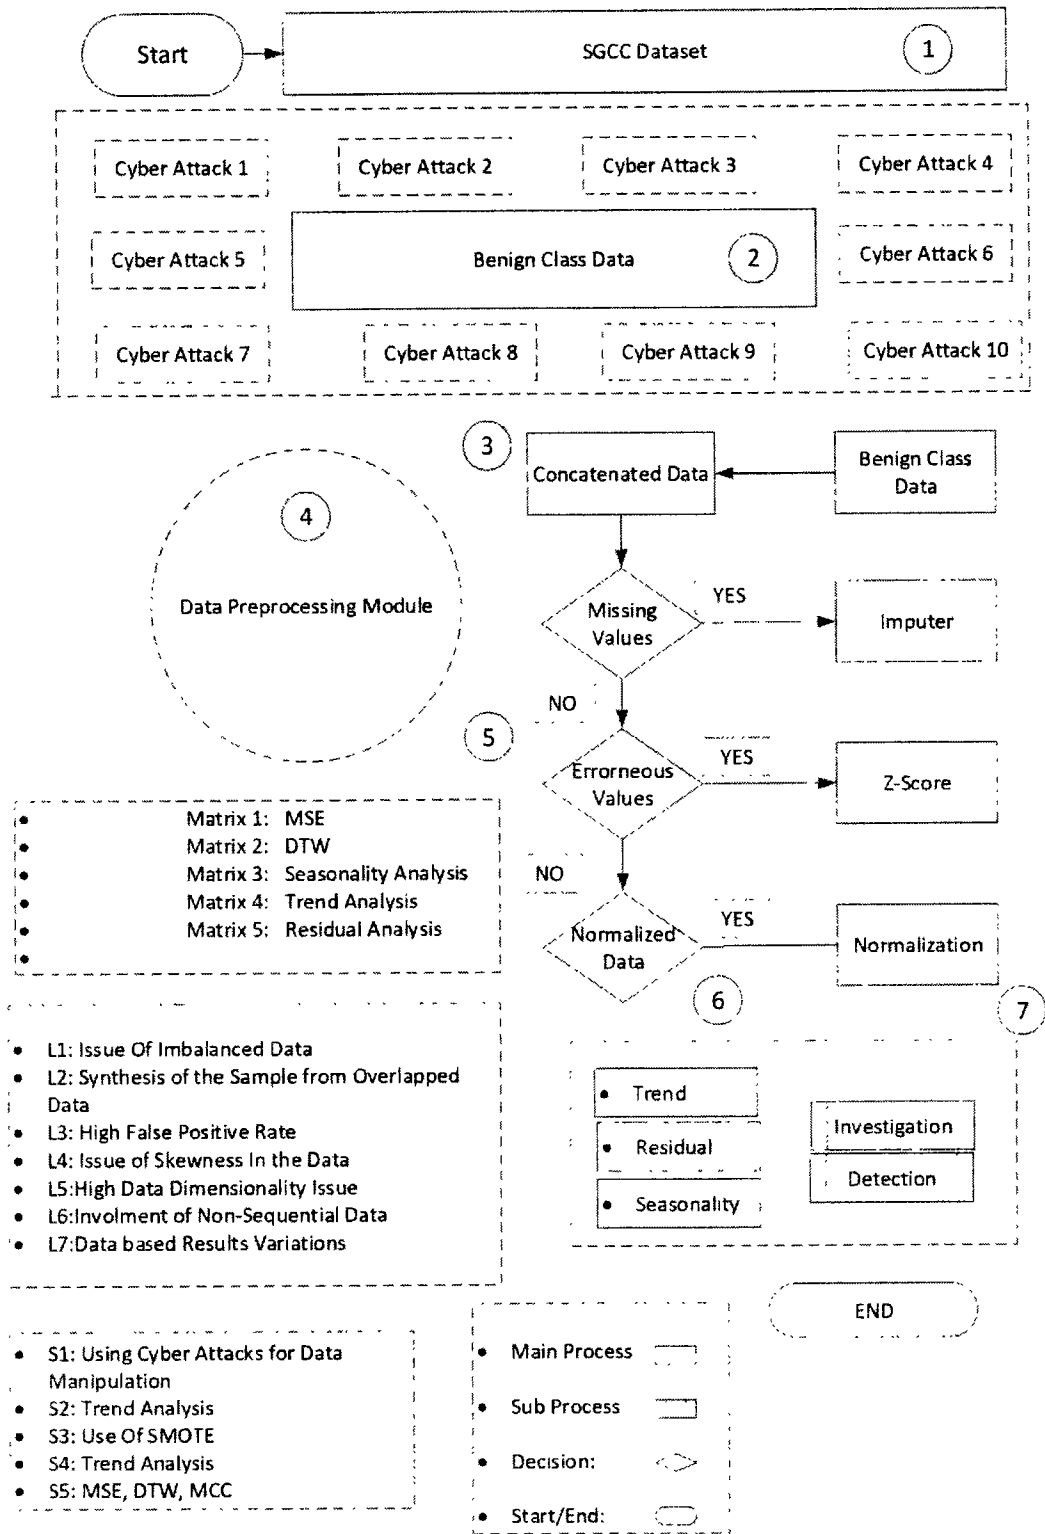 Start
SGCC Dataset
1
Cyber Attack 1
Cyber Attack 2
Cyber Attack 3
Cyber Attack 4
Cyber Attack 5
Benign Class Data
2
Cyber Attack 6
Cyber Attack 7
Cyber Attack 8
Cyber Attack 9
Cyber Attack 10
3
Concatenated Data
Benign Class
Data
4
Data Preprocessing Module
Missing
Values
YES
Imputer
NO
5
Errorneous
Values
YES
Z-Score
• Matrix 1: MSE
• Matrix 2: DTW
• Matrix 3: Seasonality Analysis
• Matrix 4: Trend Analysis
• Matrix 5: Residual Analysis
•
NO
Normalized
Data
YES
Normalization
6
7
• L1: Issue Of Imbalanced Data
• L2: Synthesis of the Sample from Overlapped
Data
• L3: High False Positive Rate
• L4: Issue of Skewness In the Data
• L5:High Data Dimensionality Issue
• L6:Involment of Non-Sequential Data
• L7:Data based Results Variations
• Trend
• Residual
• Seasonality
Investigation
Detection
END
• S1: Using Cyber Attacks for Data
Manipulation
• S2: Trend Analysis
• S3: Use Of SMOTE
• S4: Trend Analysis
• S5: MSE, DTW, MCC
• Main Process
• Sub Process
• Decision:
• Start/End: